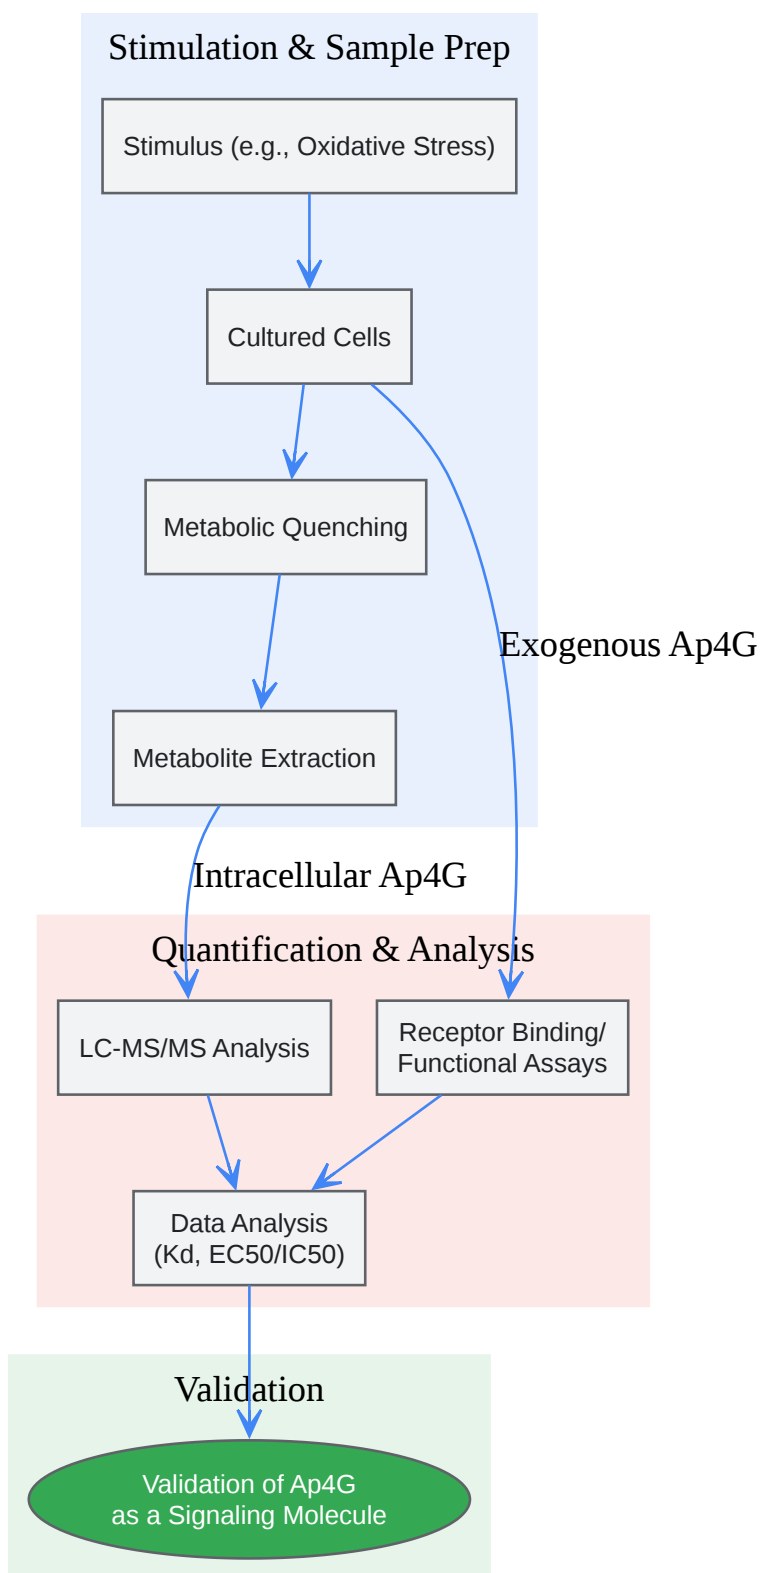 Stimulation & Sample Prep
Stimulus (e.g., Oxidative Stress)
Cultured Cells
Metabolic Quenching
Exogenous Ap4G
Metabolite Extraction
Intracellular Ap4G
Quantification & Analysis
LC-MS/MS Analysis
Receptor Binding/
Functional Assays
Data Analysis
(Kd, EC50/IC50)
Validation
Validation of Ap4G
as a Signaling Molecule